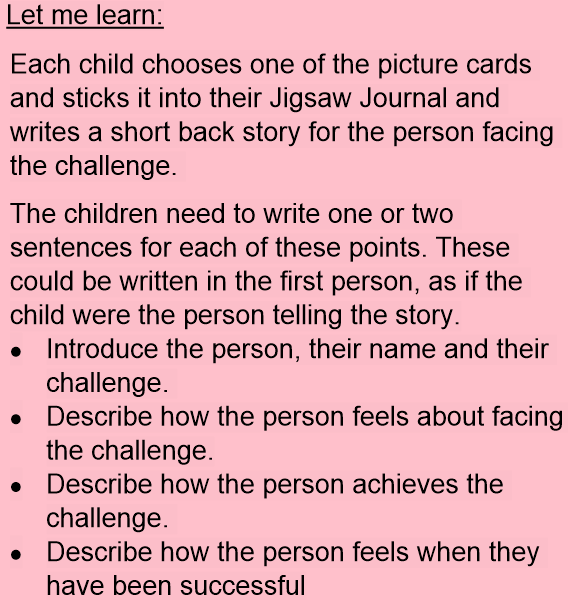 Let me learn:
Each child chooses one of the picture cards
and sticks it into their Jigsaw Journal and
writes a short back story for the person facing
the challenge.
The children need to write one or two
sentences for each of these points. These
could be written in the first person, as if the
child were the person telling the story.
• Introduce the person, their name and their
challenge.
• Describe how the person feels about facing
the challenge.
• Describe how the person achieves the
challenge.
• Describe how the person feels when they
have been successful